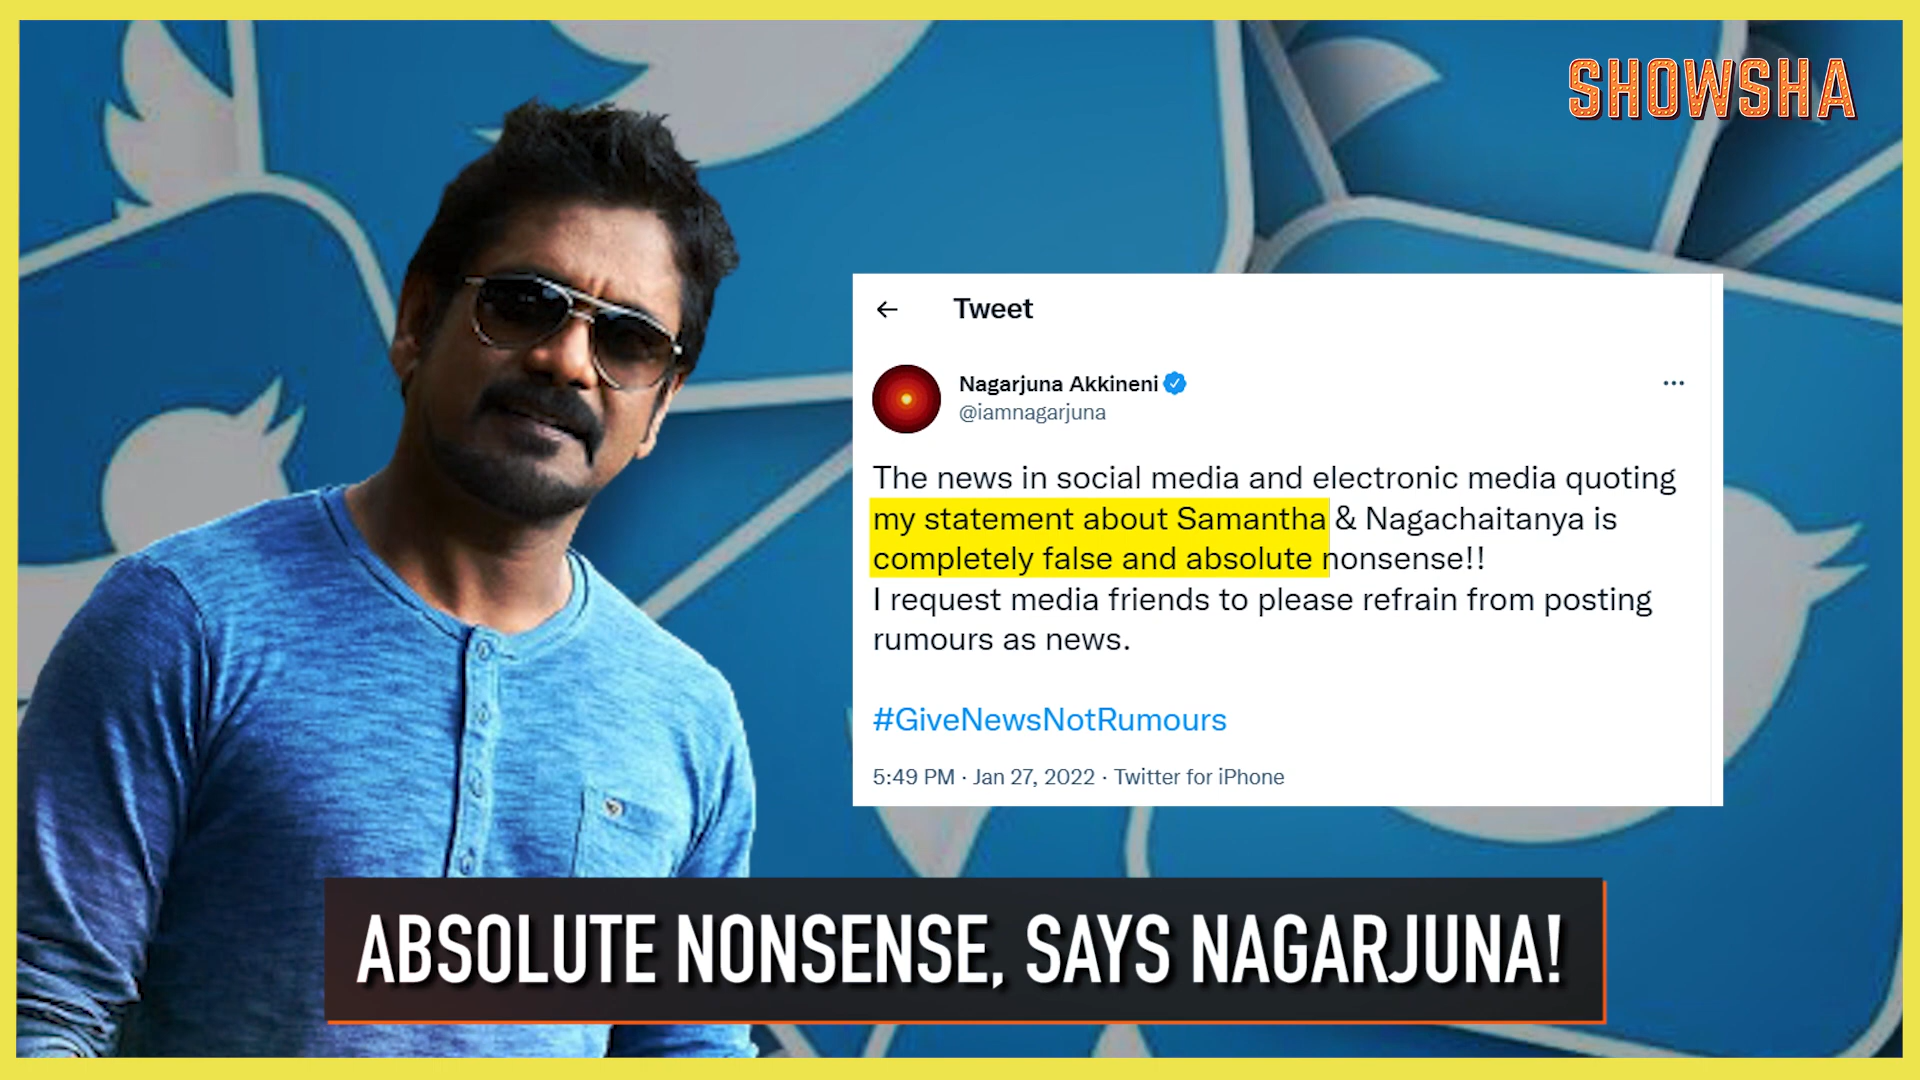 SHOWSHA
Tweet
Nagarjuna Akkineni
@iamnagarjuna
The news in social media and electronic media quoting
my statement about Samantha & Nagachaitanya is
completely false and absolute nonsense!!
I request media friends to please refrain from posting
rumours as news.
#GiveNewsNotRumours
5:49 PM · Jan 27, 2022 · Twitter for iPhone
ABSOLUTE NONSENSE, SAYS NAGARJUNA!